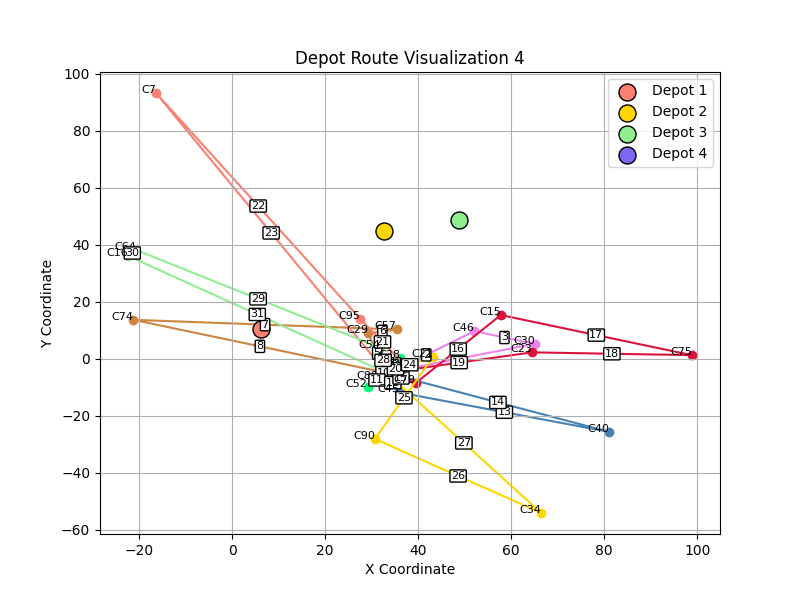 Depot Route Visualization 4
Depot 1
Depot 2
Depot 3
Depot 4
Y Coordinate
100
80
60
40
20
0
−20
−40
−60
−20
0
20
40
60
80
100
X Coordinate
C7
22
23
C64
C16
30
29
31
C74
7
8
C95
C57
C29
6
21
28
20
24
11
C52
25
C90
26
27
C34
C46
C15
3
C30
C23
16
19
17
18
C75
14
13
C40